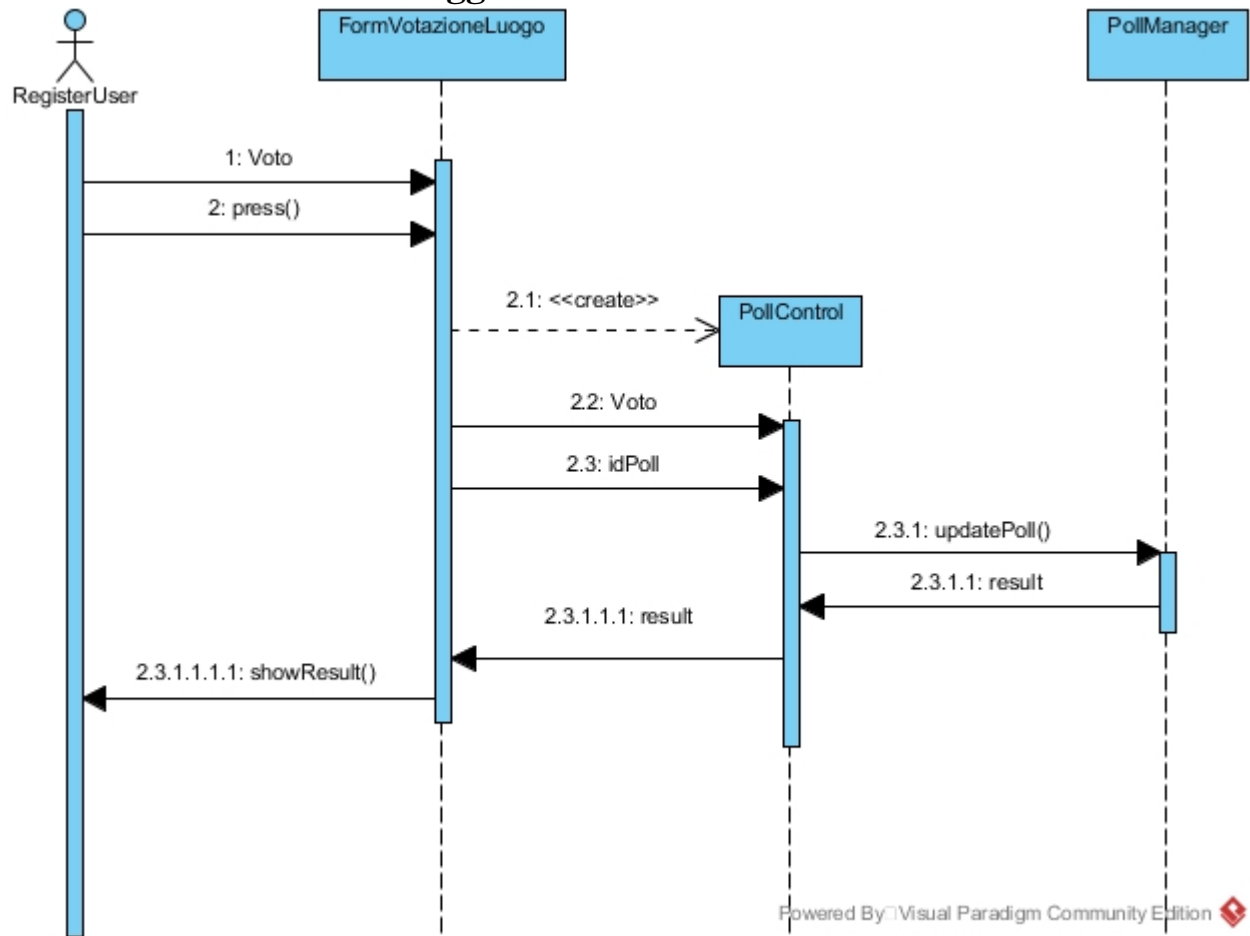 FormVotazioneLuogo
PollManager
RegisterUser
1: Voto
2: press()
2.1: <<create>>
PollControl
2.2: Voto
2.3: idPoll
2.3.1: updatePoll()
2.3.1.1: result
2.3.1.1.1: result
2.3.1.1.1.1: showResult()
Powered By Visual Paradigm Community Edition